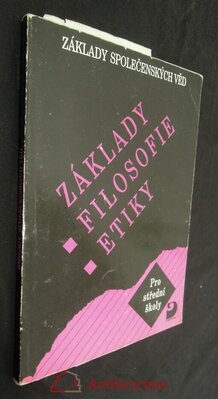 ZÁKLADY SPOLEČENSKÝCH VĚD
ZÁKLADY
FILOSOFIE
ETIKY
Pro
střední
školy